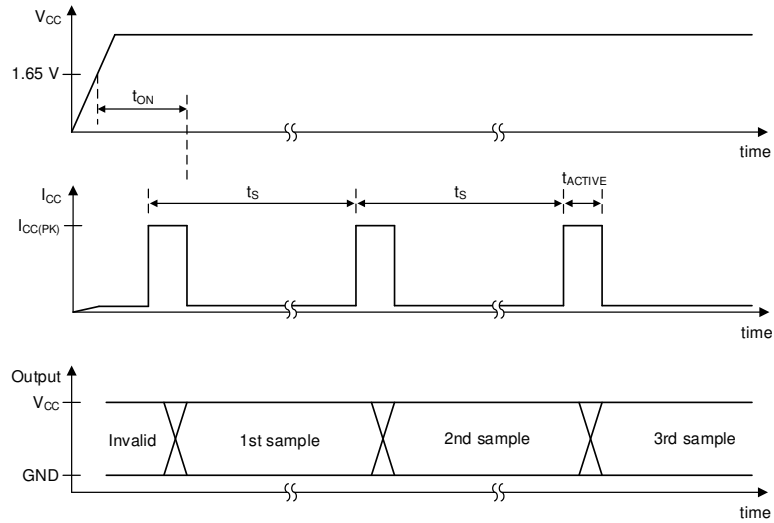 VCC
1.65 V
tON
time
ICC
ICC(PK)
tS
tS
tACTIVE
time
Output
VCC
Invalid
1st sample
2nd sample
3rd sample
GND
time